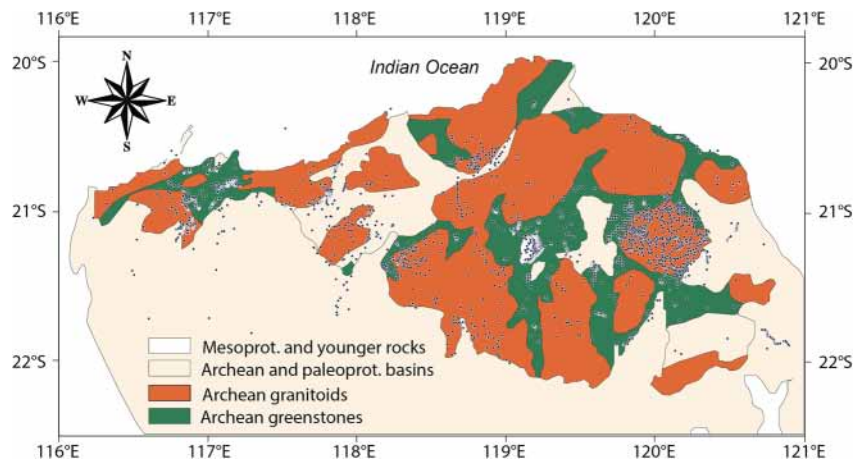 116°E 117°E 118°E 119°E 120°E 121°E
20°S 20°S
Indian Ocean
N
W E
S
21°S 21°S
22°S 22°S
Mesoprot. and younger rocks
Archean and paleoprot. basins
Archean granitoids
Archean greenstones
116°E 117°E 118°E 119°E 120°E 121°E